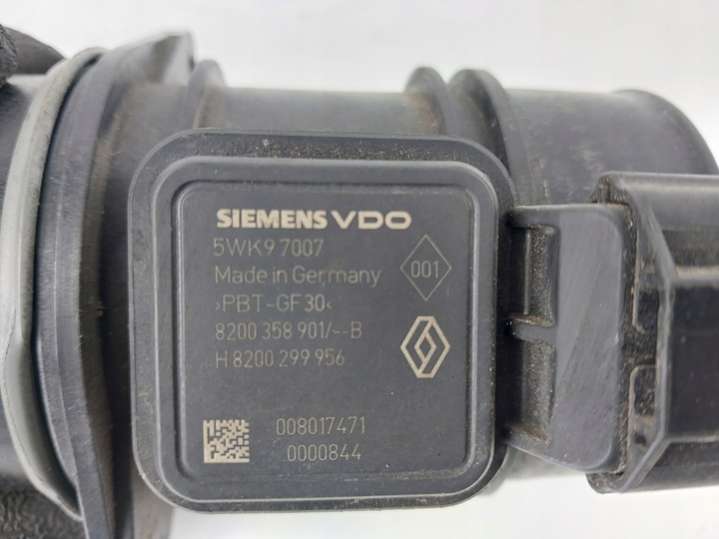 SIEMENS VDO
5WK9 7007
Made in Germany
001
›PBT-GF30‹
8200 358 901/--B
H 8200 299 956
008017471
0000844